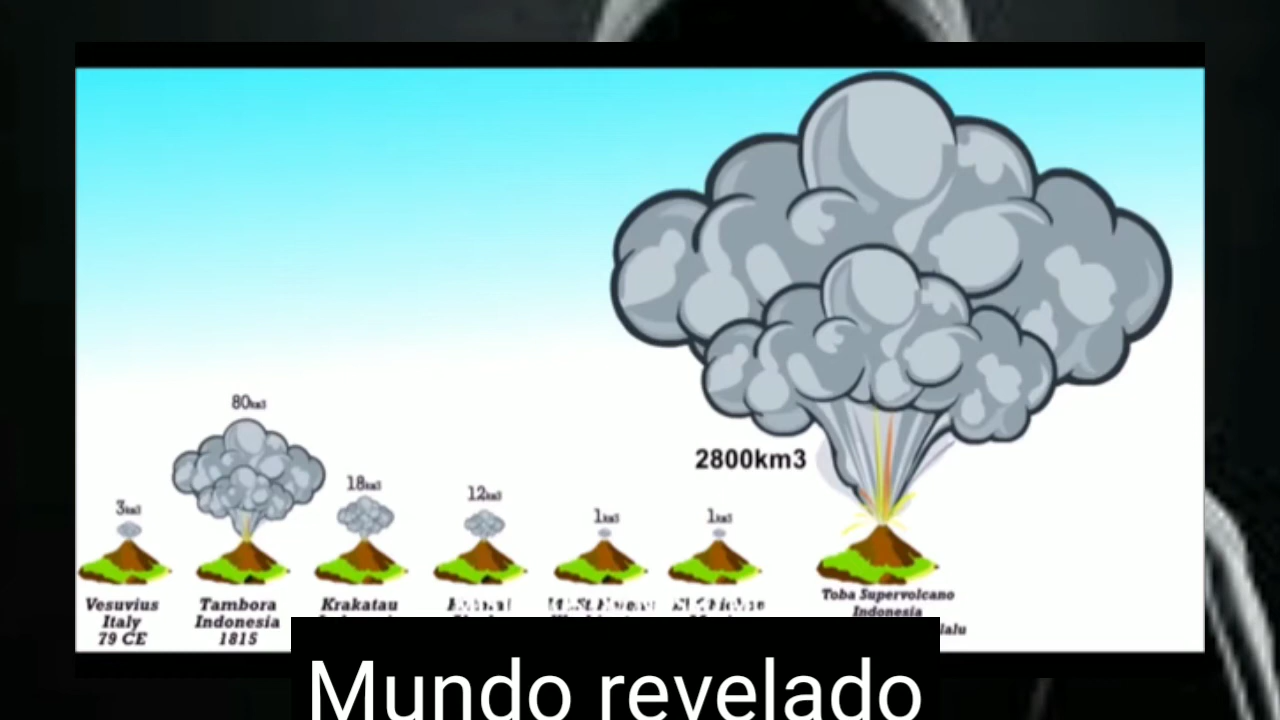 80km3
18km3
12km3
3km3
1km3
1km3
2800km3
Vesuvius
Italy
79 CE
Tambora
Indonesia
1815
Krakatau
Toba Supervolcano
Indonesia
lalu
Mundo revelado